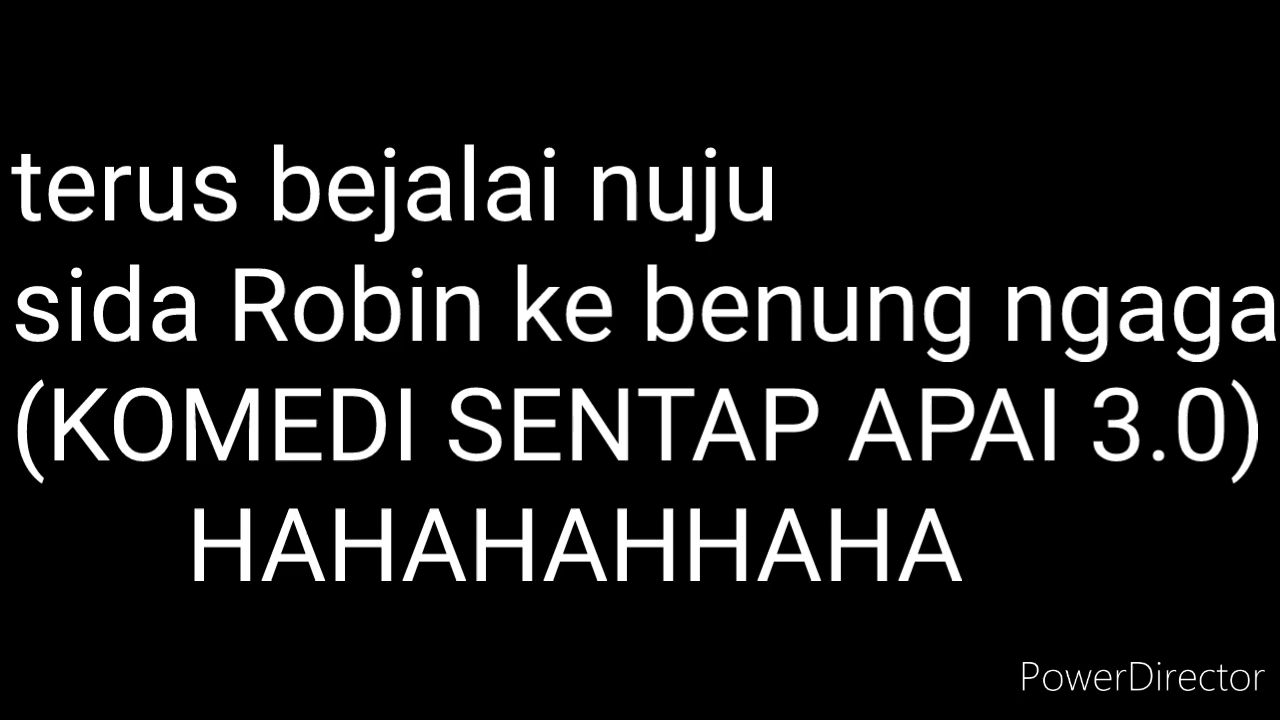 terus bejalai nuju
sida Robin ke benung ngaga
(KOMEDI SENTAP APAI 3.0)
HAHAHAHHAHA
PowerDirector